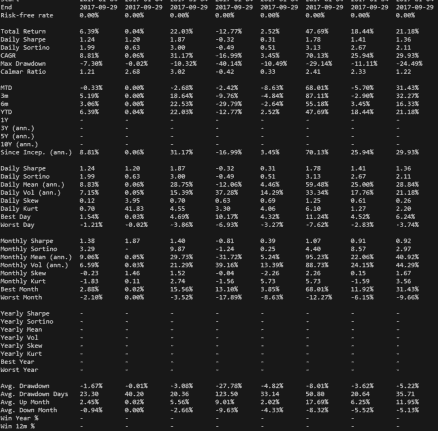 End 2017-09-29 2017-09-29 2017-09-29 2017-09-29 2017-09-29 2017-09-29 2017-09-29 2017-09-29
Risk-free rate 0.00% 0.00% 0.00% 0.00% 0.00% 0.00% 0.00% 0.00%
Total Return 6.39% 0.04% 22.03% -12.77% 2.52% 47.69% 18.44% 21.18%
Daily Sharpe 1.24 1.20 1.87 -0.32 0.31 1.78 1.41 1.36
Daily Sortino 1.99 0.63 3.00 -0.49 0.51 3.13 2.67 2.11
CAGR 8.81% 0.06% 31.17% -16.99% 3.45% 70.13% 25.94% 29.93%
Max Drawdown -7.30% -0.02% -10.32% -40.14% -10.49% -29.14% -11.11% -24.49%
Calmar Ratio 1.21 2.68 3.02 -0.42 0.33 2.41 2.33 1.22
MTD -0.33% 0.00% -2.68% -2.42% -8.63% 68.01% -5.70% 31.43%
3m 5.19% 0.00% 18.64% -9.76% -4.84% 87.11% -2.90% 32.27%
6m 3.06% 0.00% 22.53% -29.79% -2.64% 55.18% 3.45% 16.33%
YTD 6.39% 0.04% 22.03% -12.77% 2.52% 47.69% 18.44% 21.18%
1Y - - - - - - - -
3Y (ann.) - - - - - - - -
5Y (ann.) - - - - - - - -
10Y (ann.) - - - - - - - -
Since Incep. (ann.) 8.81% 0.06% 31.17% -16.99% 3.45% 70.13% 25.94% 29.93%
Daily Sharpe 1.24 1.20 1.87 -0.32 0.31 1.78 1.41 1.36
Daily Sortino 1.99 0.63 3.00 -0.49 0.51 3.13 2.67 2.11
Daily Mean (ann.) 8.83% 0.06% 28.75% -12.06% 4.46% 59.48% 25.00% 28.84%
Daily Vol (ann.) 7.15% 0.05% 15.39% 37.28% 14.29% 33.34% 17.76% 21.18%
Daily Skew 0.12 3.95 0.70 0.63 0.69 1.25 0.61 0.26
Daily Kurt 0.70 41.83 4.55 3.30 4.06 6.10 1.27 2.20
Best Day 1.54% 0.03% 4.69% 10.17% 4.32% 11.24% 4.52% 6.24%
Worst Day -1.21% -0.02% -3.86% -6.93% -3.27% -7.62% -2.83% -3.74%
Monthly Sharpe 1.38 1.87 1.40 -0.81 0.39 1.07 0.91 0.92
Monthly Sortino 3.29 - 9.87 -1.24 0.25 4.40 8.57 2.97
Monthly Mean (ann.) 9.06% 0.05% 29.73% -31.72% 5.24% 95.23% 22.06% 40.92%
Monthly Vol (ann.) 6.59% 0.03% 21.29% 39.16% 13.39% 88.73% 24.15% 44.29%
Monthly Skew -0.23 1.46 1.52 -0.04 -2.26 2.26 0.15 1.67
Monthly Kurt -1.83 0.11 2.74 -1.56 5.73 5.73 -1.59 3.56
Best Month 2.88% 0.02% 15.56% 13.10% 3.85% 68.01% 11.92% 31.43%
Worst Month -2.10% 0.00% -3.52% -17.89% -8.63% -12.27% -6.15% -9.66%
Yearly Sharpe - - - - - - - -
Yearly Sortino - - - - - - - -
Yearly Mean - - - - - - - -
Yearly Vol - - - - - - - -
Yearly Skew - - - - - - - -
Yearly Kurt - - - - - - - -
Best Year - - - - - - - -
Worst Year - - - - - - - -
Avg. Drawdown -1.67% -0.01% -3.08% -27.78% -4.82% -8.01% -3.62% -5.22%
Avg. Drawdown Days 23.30 40.20 20.36 123.50 33.14 50.80 20.64 35.71
Avg. Up Month 2.45% 0.02% 5.56% 9.01% 2.02% 17.69% 6.25% 11.95%
Avg. Down Month -0.94% 0.00% -2.66% -9.63% -4.33% -8.32% -5.52% -5.13%
Win Year % - - - - - - - -
Win 12m % - - - - - - - -